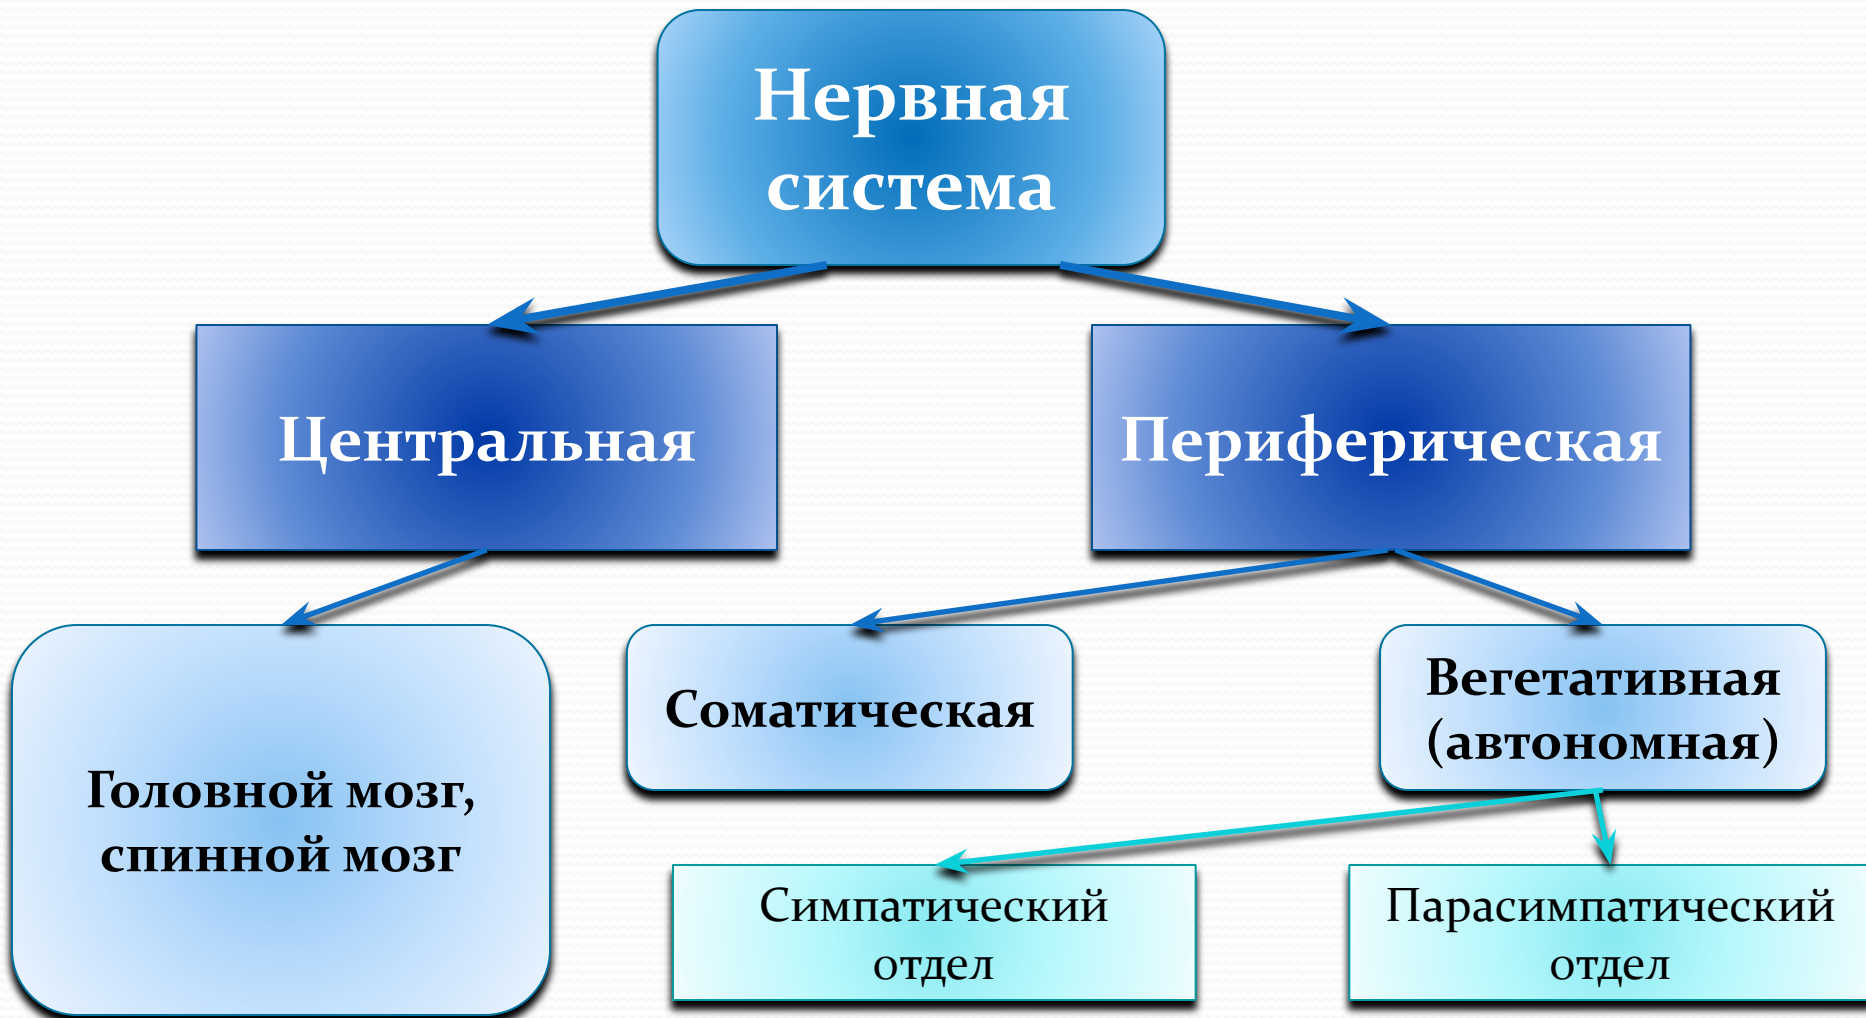 Нервная
система
Центральная
Периферическая
Головной мозг,
спинной мозг
Соматическая
Вегетативная
(автономная)
Симпатический
отдел
Парасимпатический
отдел